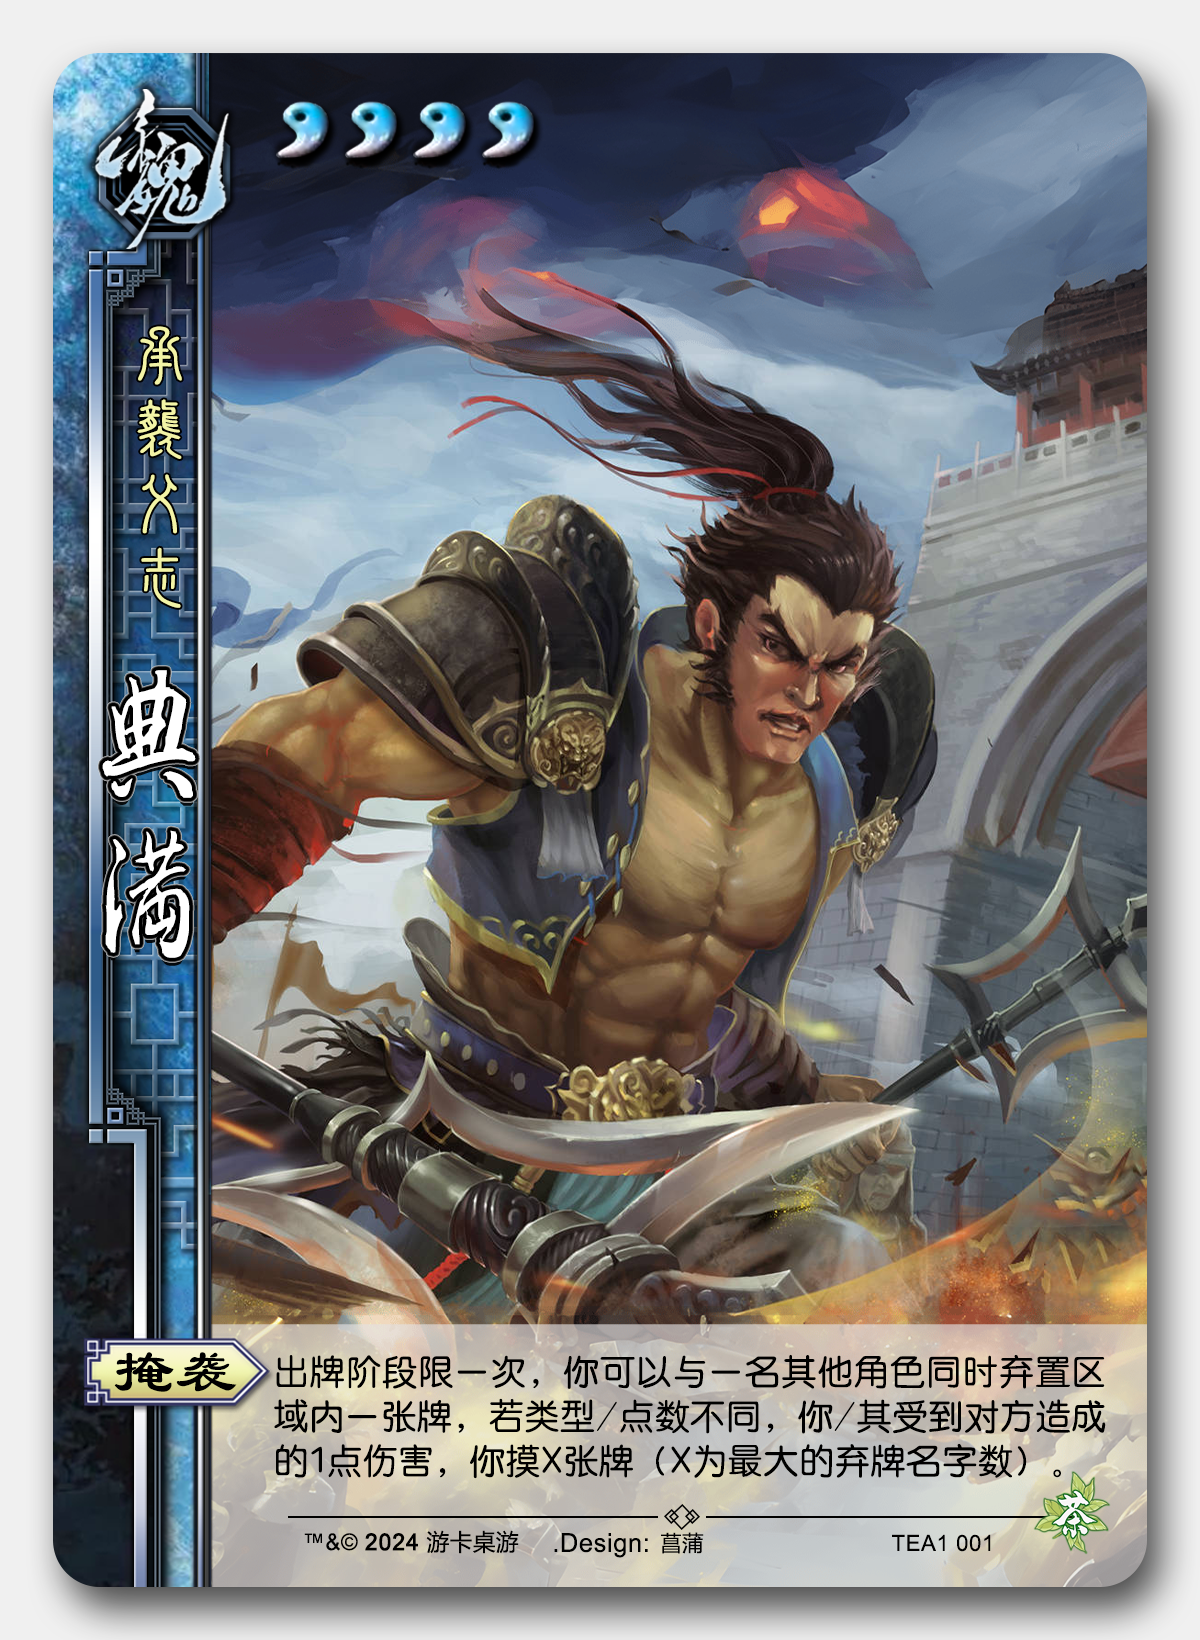 魏
承襲父志
典满
掩袭
出牌阶段限一次，你可以与一名其他角色同时弃置区
域内一张牌，若类型/点数不同，你/其受到对方造成
的1点伤害，你摸X张牌（X为最大的弃牌名字数）。
茶
™&© 2024 游卡桌游 .Design: 菖蒲 TEA1 001